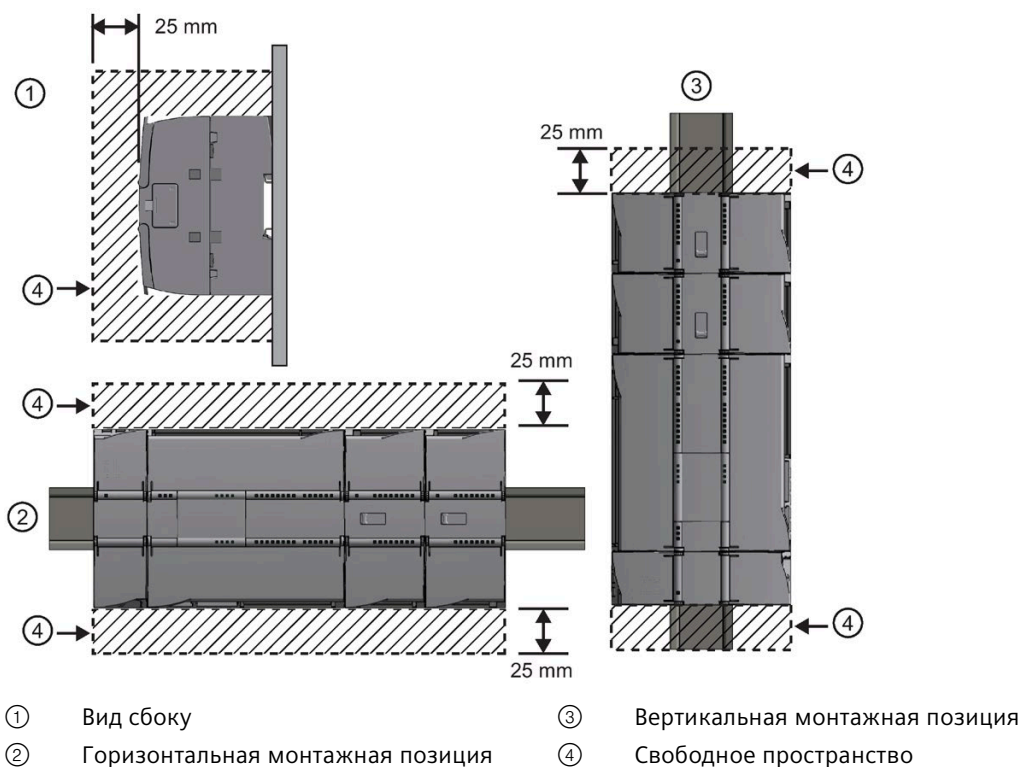 25 mm
①
③
25 mm
④
④
25 mm
④
②
④
④
25 mm
① Вид сбоку
③ Вертикальная монтажная позиция
② Горизонтальная монтажная позиция
④ Свободное пространство